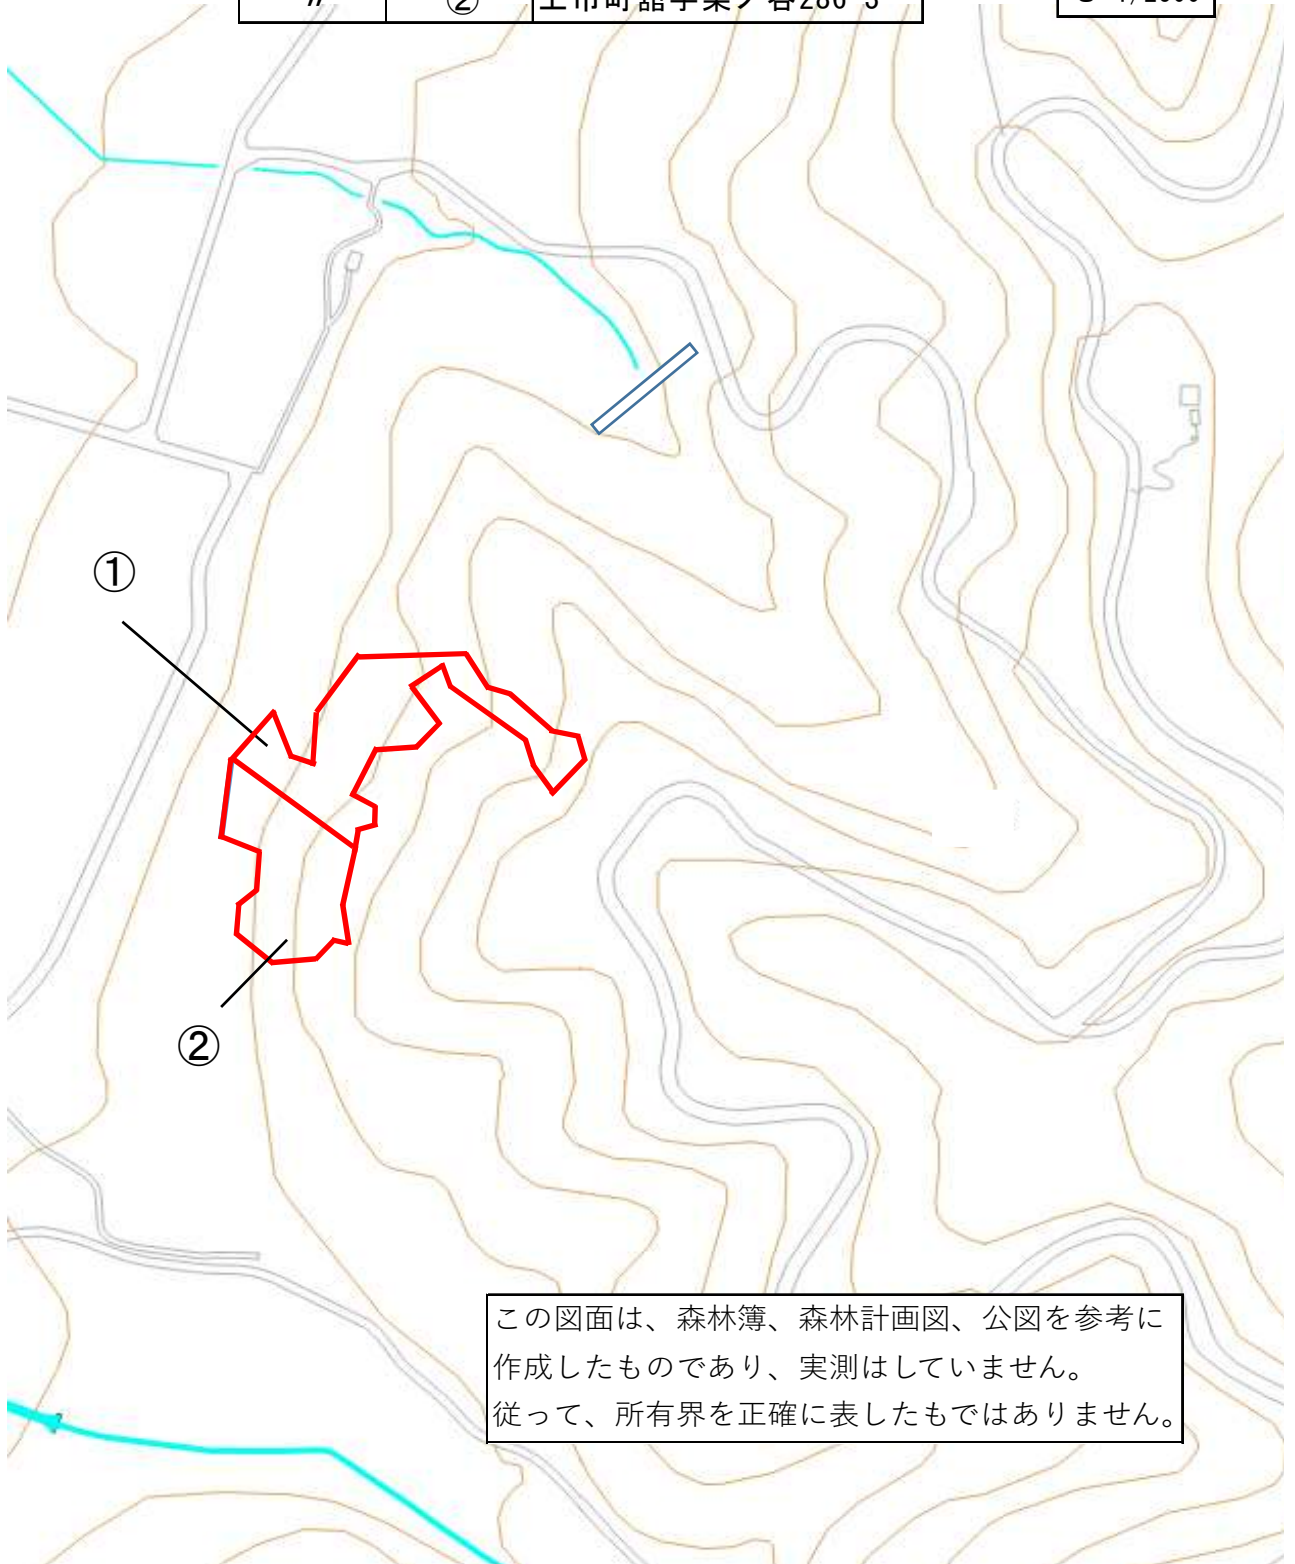 〃 ②
①
②
この図面は、森林簿、森林計画図、公図を参考に
作成したものであり、実測はしていません。
従って、所有界を正確に表したもではありません。